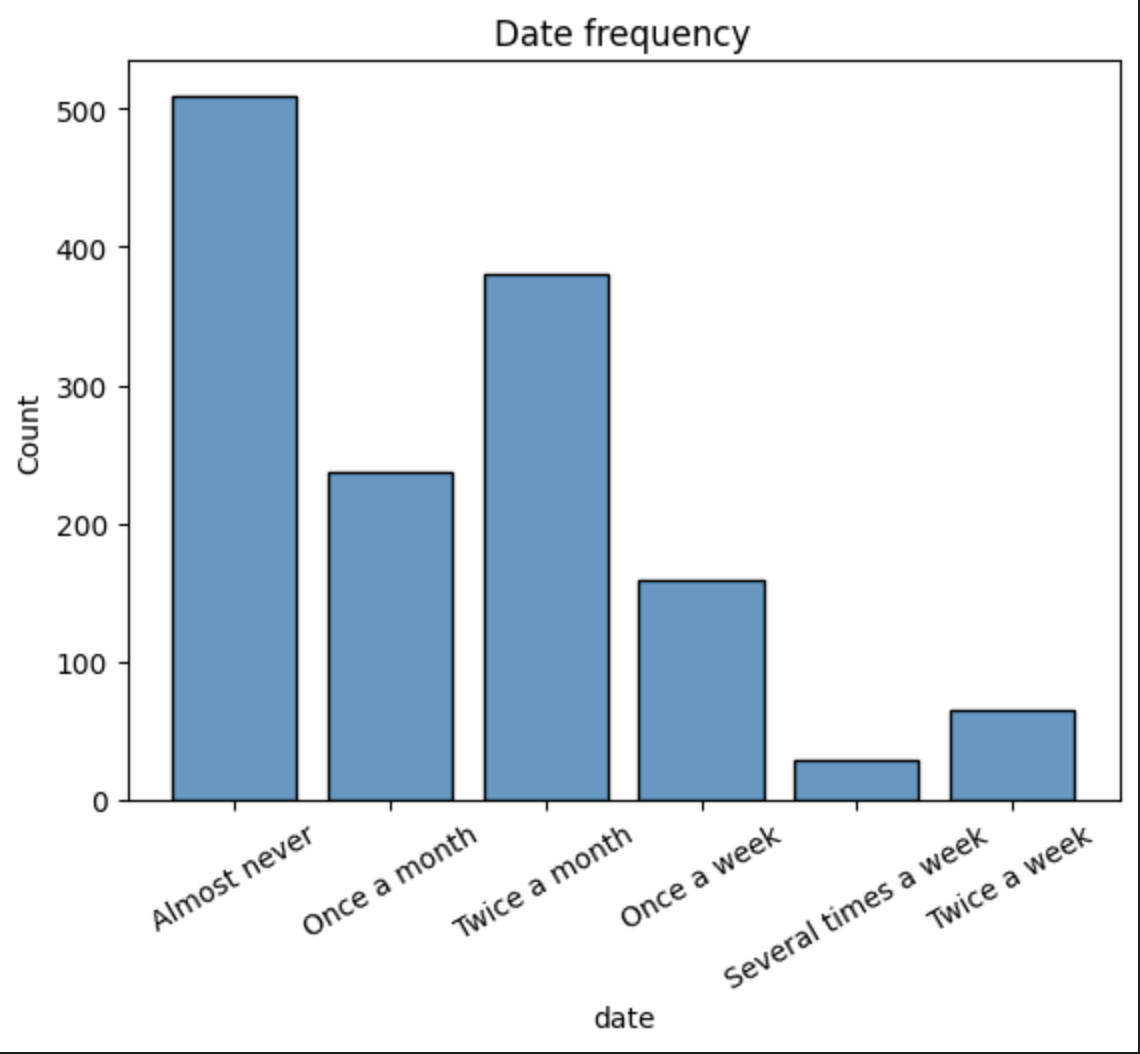 Date frequency
500
400
300
200
100
0
Count
Almost never
Once a month
Twice a month
Once a week
Several times a week
Twice a week
date